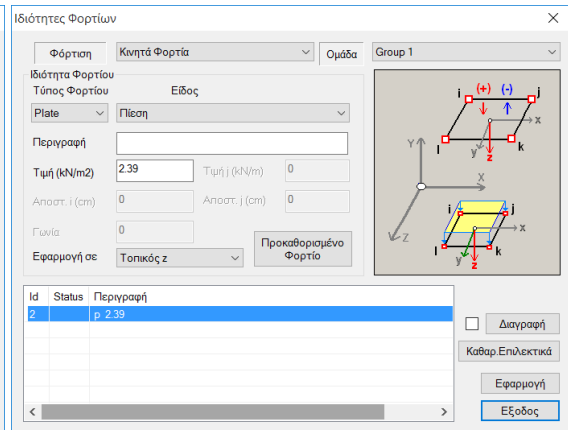 Ιδιότητες Φορτίων
Φόρτιση Κινητά Φορτία Ομάδα Group 1
Ιδιότητα Φορτίου
Τύπος Φορτίου Είδος
Plate Πίεση
Περιγραφή
Τιμή (kN/m2) 2.39 Τιμή j (kN/m) 0
Αποστ. i (cm) 0 Αποστ. j (cm) 0
Γωνία 0
Εφαρμογή σε Τοπικός z Προκαθορισμένο Φορτίο
i (+) (-) j
x
l y z k
Y
X
Z
i j
x
l y z k
Id Status Περιγραφή
2 p 2.39
Διαγραφή
Καθαρ.Επιλεκτικά
Εφαρμογή
Εξοδος